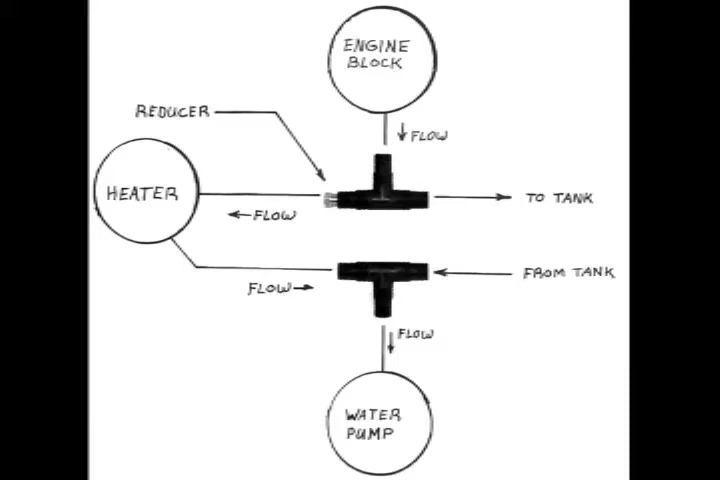 ENGINE
BLOCK
REDUCER
FLOW
HEATER
TO TANK
FLOW
FROM TANK
FLOW
FLOW
WATER
PUMP